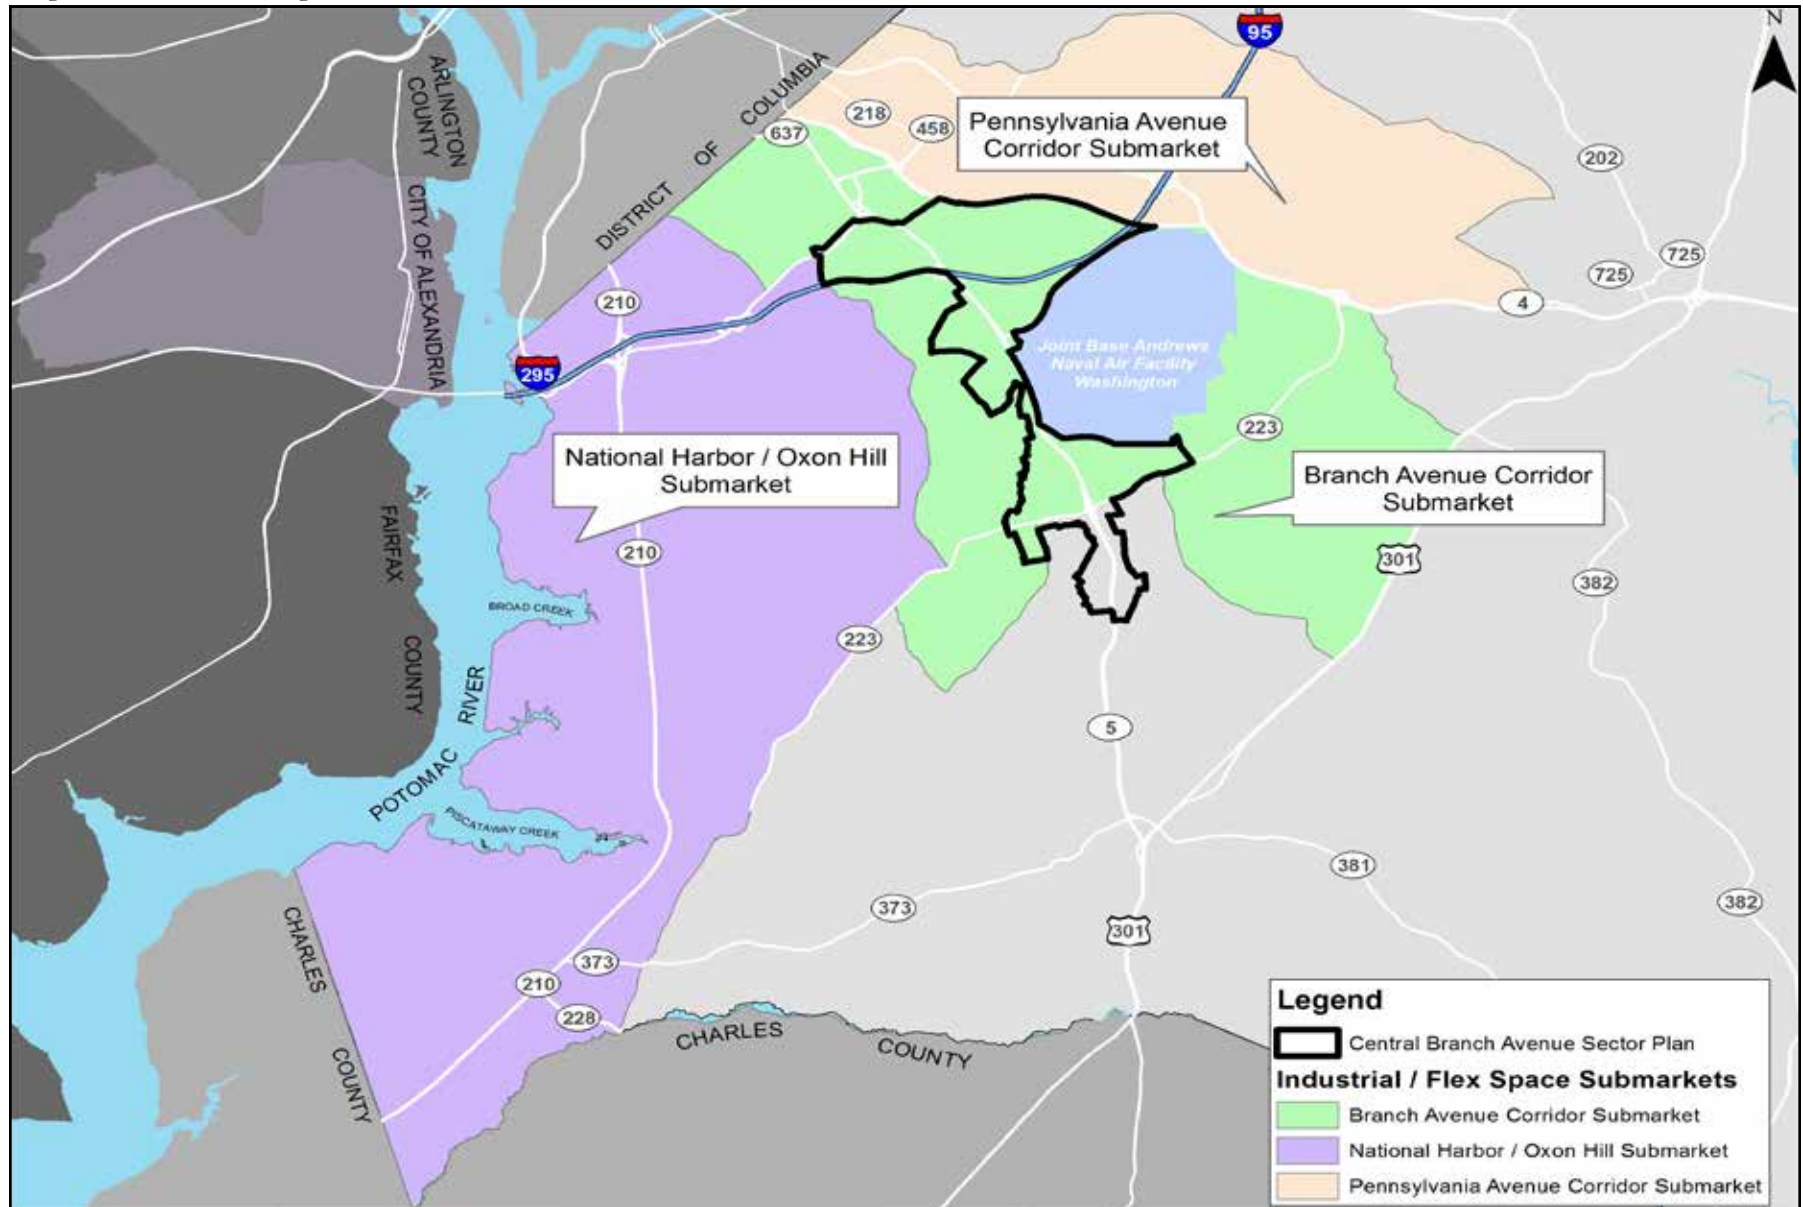 N
95
ARLINGTON
COUNTY
DISTRICT OF COLUMBIA
637
218
458
Pennsylvania Avenue
Corridor Submarket
202
CITY OF ALEXANDRIA
725
725
210
4
Joint Base Andrews
Naval Air Facility
Washington
295
223
National Harbor / Oxon Hill
Submarket
Branch Avenue Corridor
Submarket
FAIRFAX
COUNTY
210
301
382
BROAD CREEK
223
POTOMAC RIVER
5
PISCATAWAY CREEK
381
373
382
301
CHARLES
COUNTY
373
210
228
CHARLES COUNTY
Legend
Central Branch Avenue Sector Plan
Industrial / Flex Space Submarkets
Branch Avenue Corridor Submarket
National Harbor / Oxon Hill Submarket
Pennsylvania Avenue Corridor Submarket